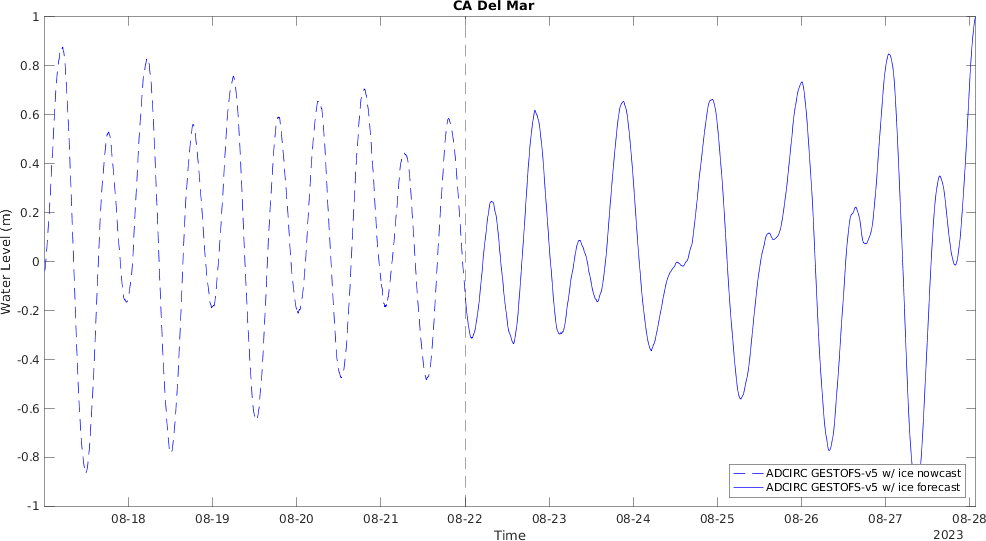 CA Del Mar
1
0.8
0.6
0.4
0.2
0
-0.2
-0.4
-0.6
-0.8
-1
Water Level (m)
ADCIRC GESTOFS-v5 w/ ice nowcast
ADCIRC GESTOFS-v5 w/ ice forecast
08-18 08-19 08-20 08-21 08-22 08-23 08-24 08-25 08-26 08-27 08-28
Time
2023